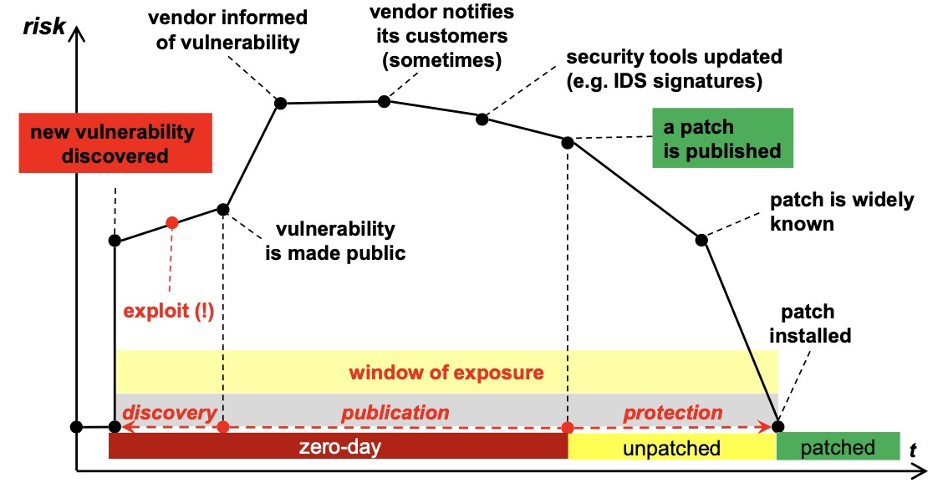 risk
vendor informed
of vulnerability
vendor notifies
its customers
(sometimes)
security tools updated
(e.g. IDS signatures)
new vulnerability
discovered
a patch
is published
vulnerability
is made public
patch is widely
known
exploit (!)
patch
installed
window of exposure
discovery
publication
protection
zero-day
unpatched
patched
t